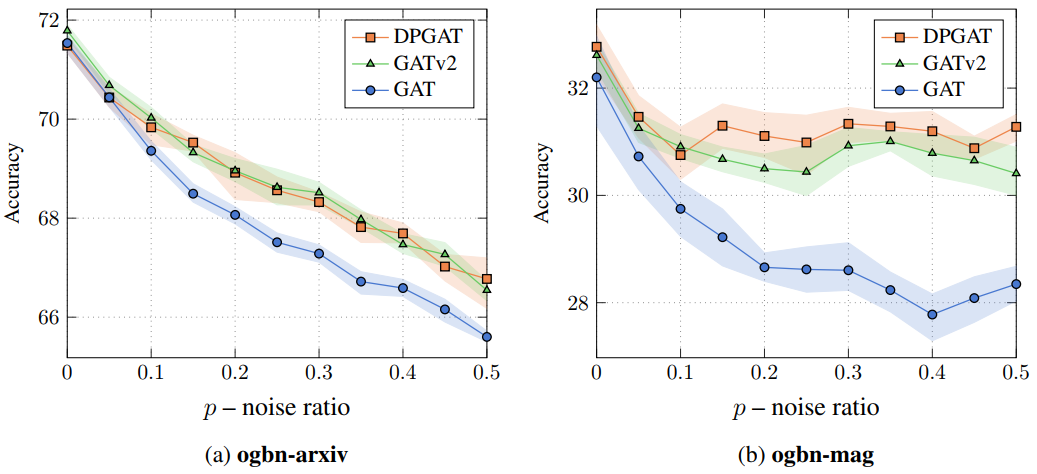 72
70
68
66
Accuracy
DPGAT
GATv2
GAT
0 0.1 0.2 0.3 0.4 0.5
p – noise ratio
(a) ogbn-arxiv
32
30
28
Accuracy
DPGAT
GATv2
GAT
0 0.1 0.2 0.3 0.4 0.5
p – noise ratio
(b) ogbn-mag